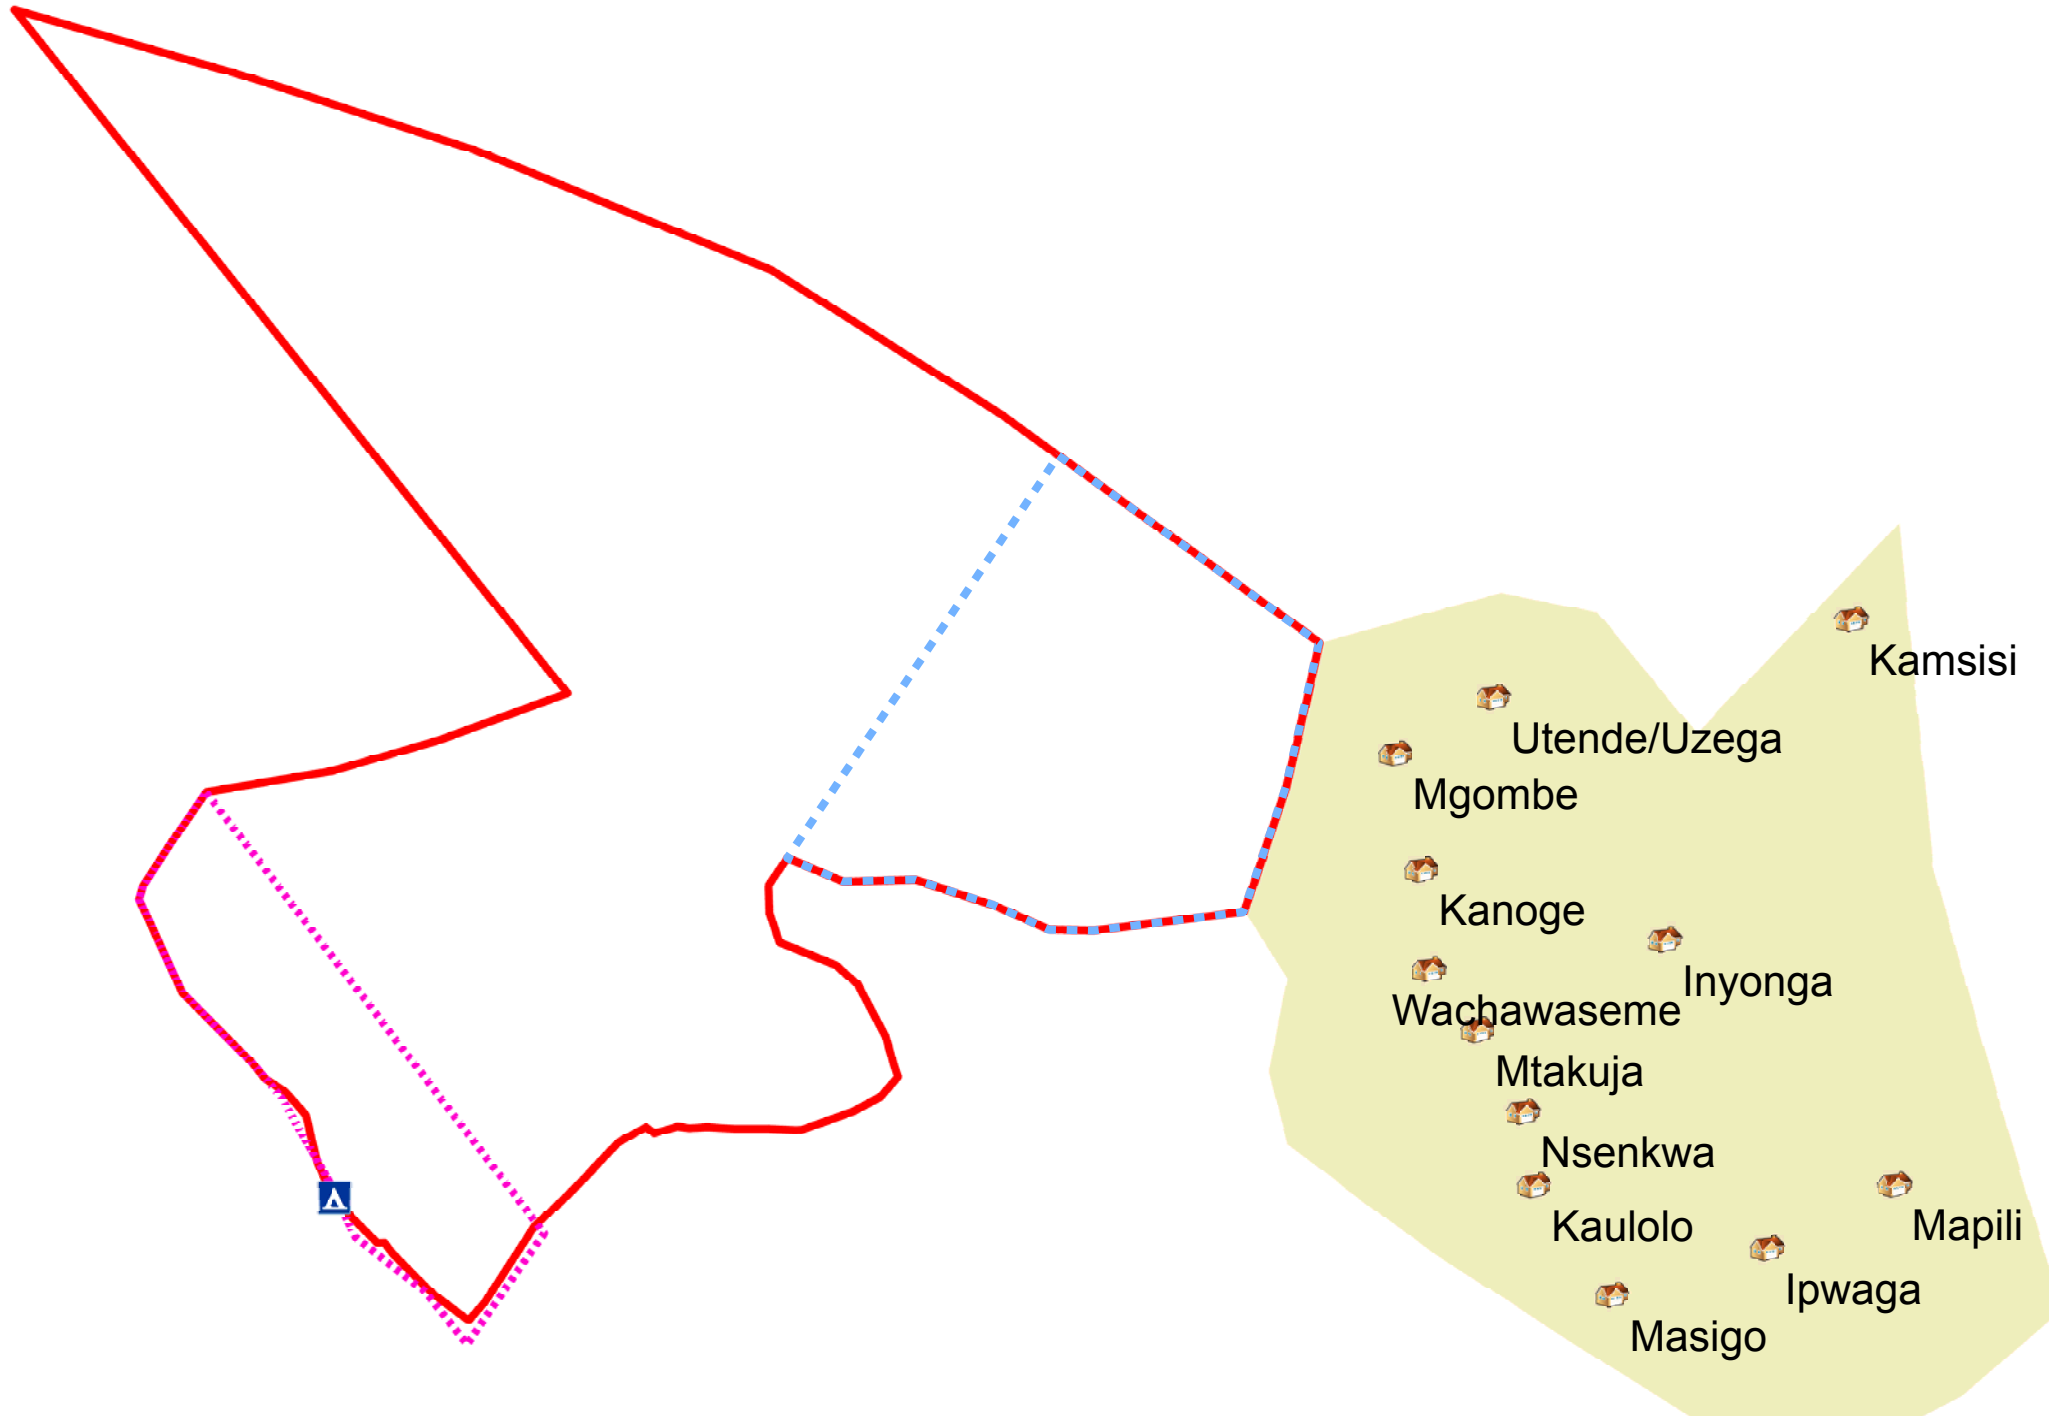 Kamsisi
Utende/Uzega
Mgombe
Kanoge
Inyonga
Wachawaseme
Mtakuja
Nsenkwa
Kaulolo
Mapili
Ipwaga
Masigo